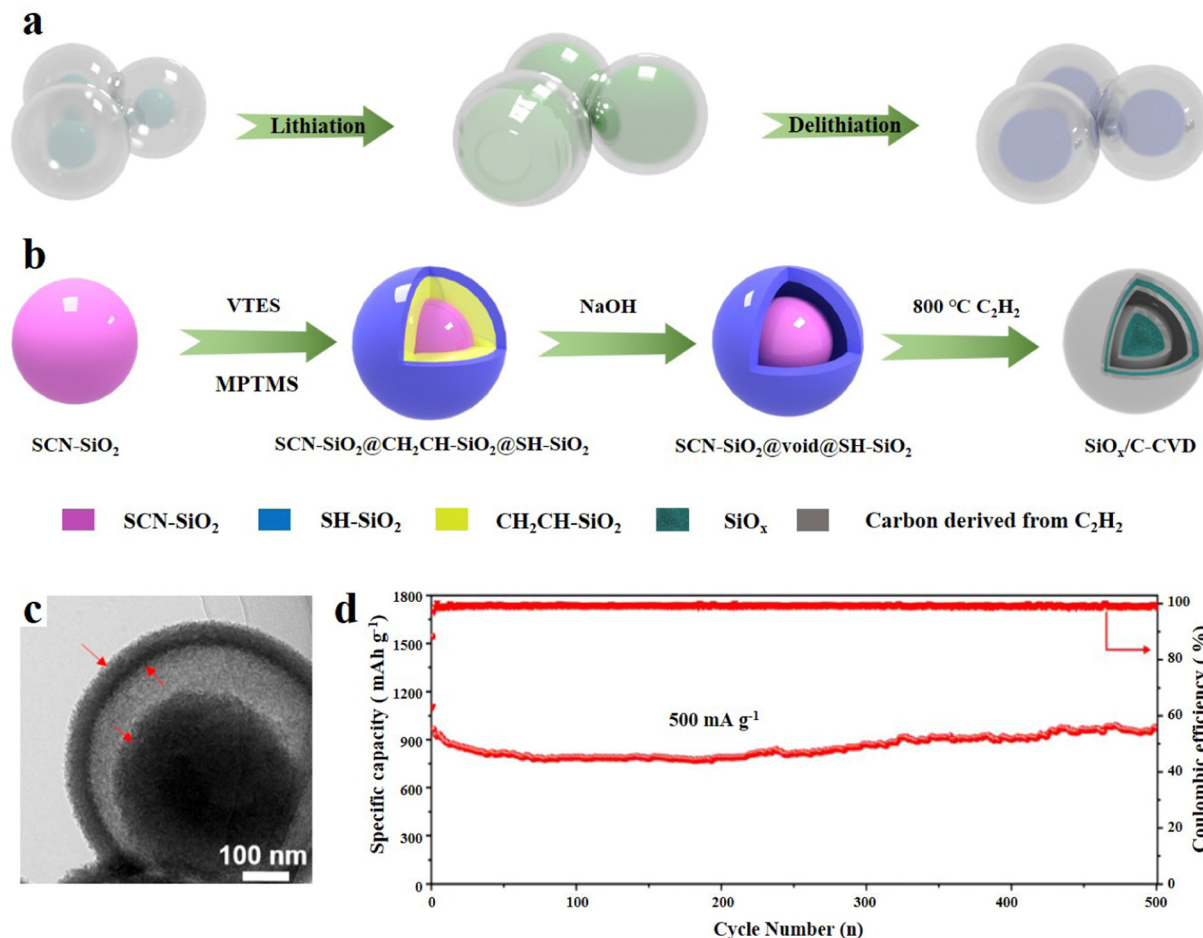 a
Lithiation
Delithiation
b
VTES
MPTMS
NaOH
800 °C C₂H₂
SCN-SiO₂
SCN-SiO₂@CH₂CH-SiO₂@SH-SiO₂
SCN-SiO₂@void@SH-SiO₂
SiOₓ/C-CVD
SCN-SiO₂
SH-SiO₂
CH₂CH-SiO₂
SiOₓ
Carbon derived from C₂H₂
c
100 nm
d
Specific capacity ( mAh g⁻¹)
1800
1500
1200
900
600
300
0
500 mA g⁻¹
100
80
60
40
20
0
Coulombic efficiency ( %)
0
100
200
300
400
500
Cycle Number (n)